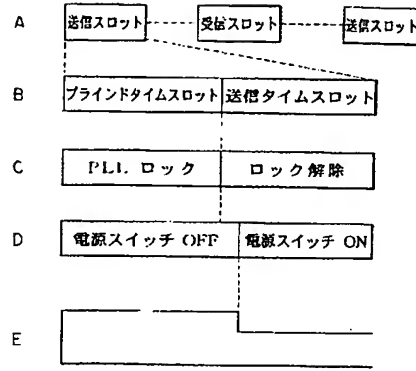 A 送信スロット 受信スロット 送信スロット
B ブラインドタイムスロット 送信タイムスロット
C PLL ロック ロック解除
D 電源スイッチ OFF 電源スイッチ ON
E